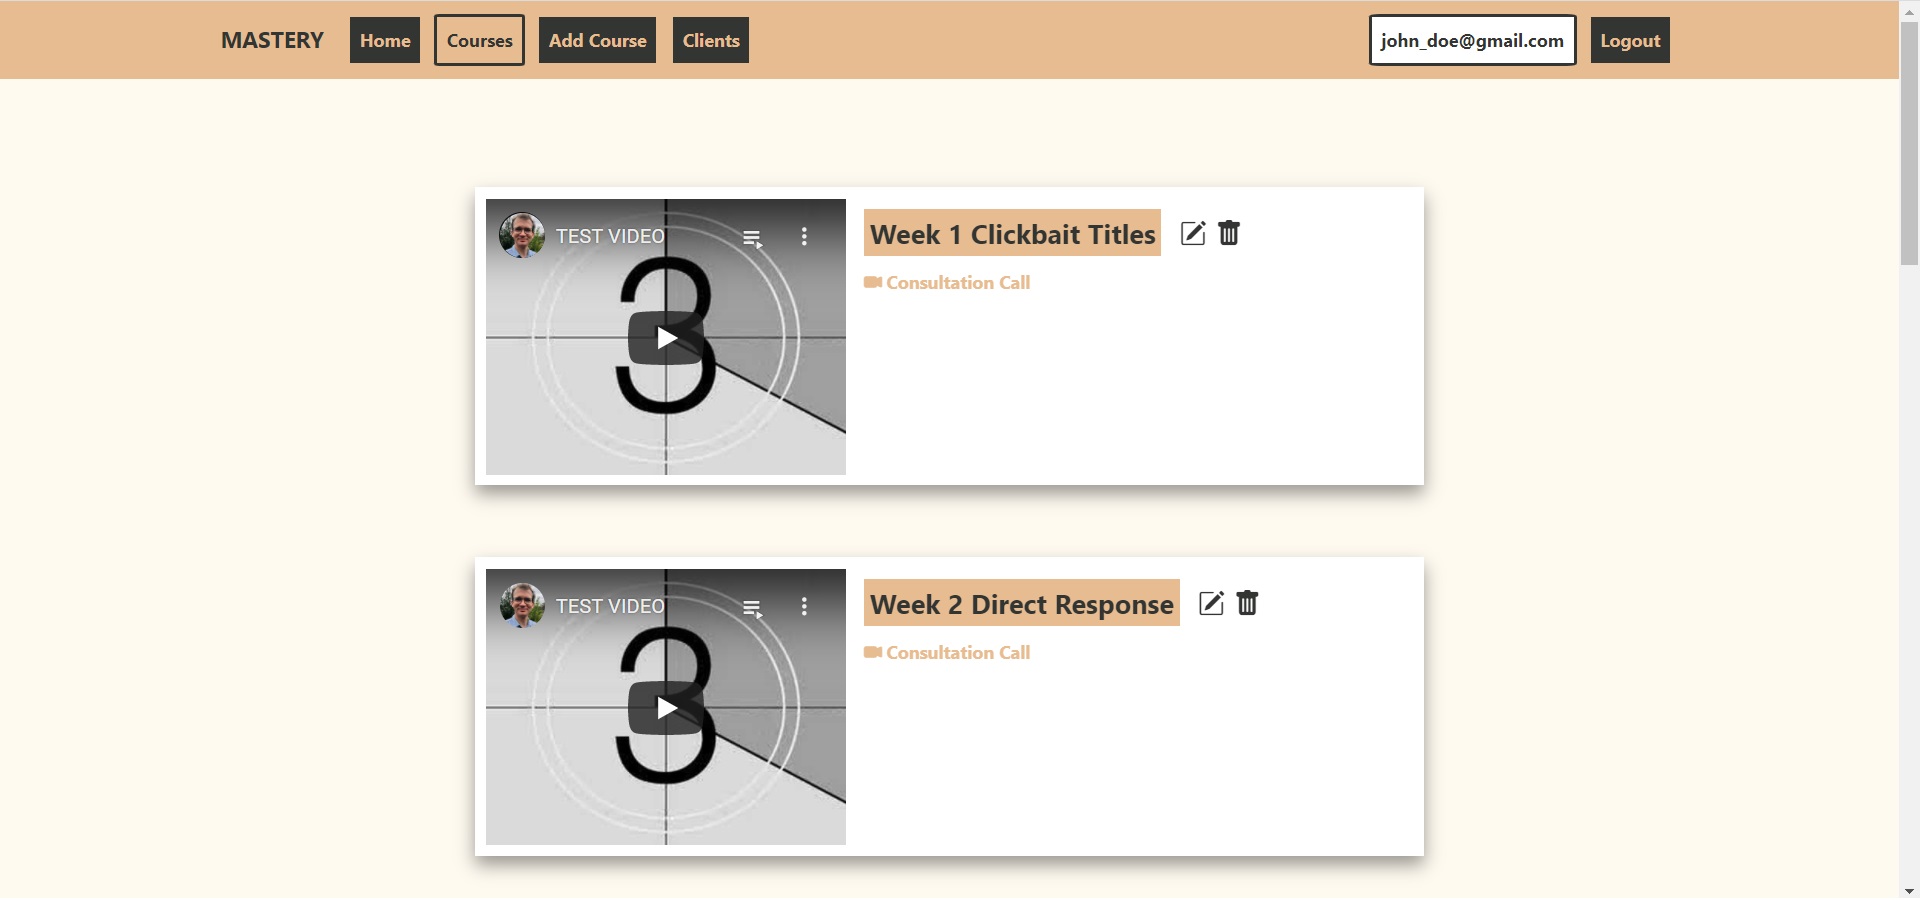 MASTERY Home Courses Add Course Clients john_doe@gmail.com Logout
TEST VIDEO
3
Week 1 Clickbait Titles
Consultation Call
TEST VIDEO
3
Week 2 Direct Response
Consultation Call